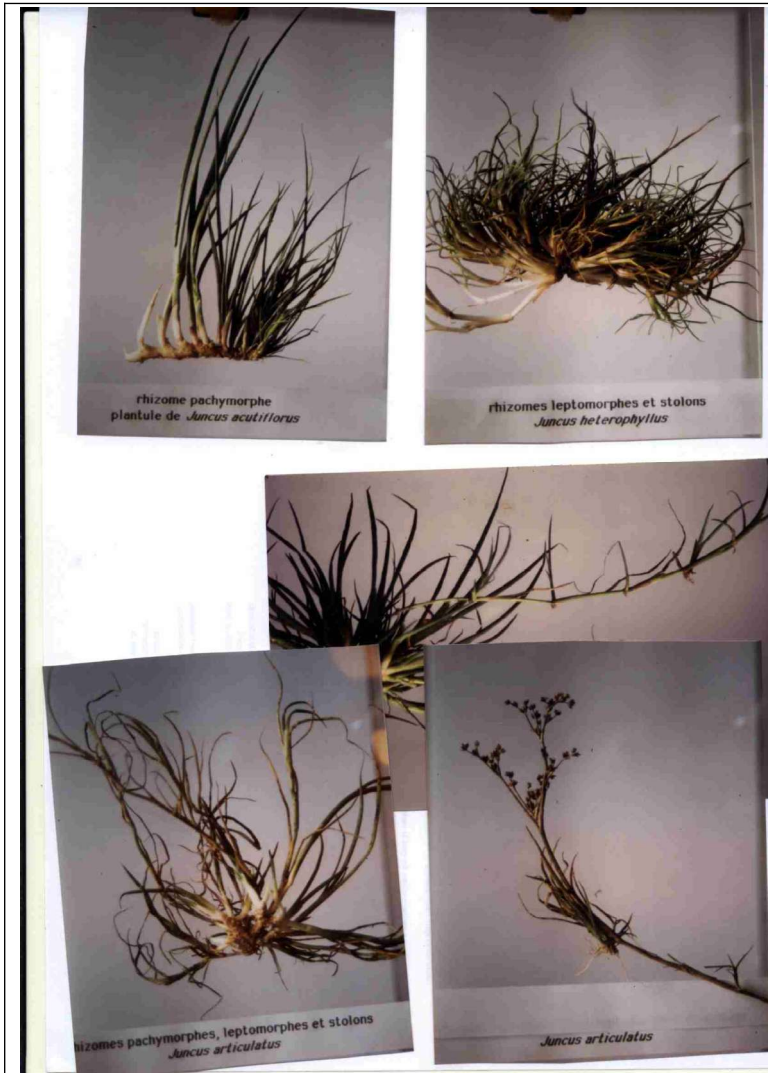 rhizome pachymorphe
plantule de Juncus acutiflorus
rhizomes leptomorphes et stolons
Juncus heterophyllus
hizomes pachymorphes, leptomorphes et stolons
Juncus articulatus
Juncus articulatus